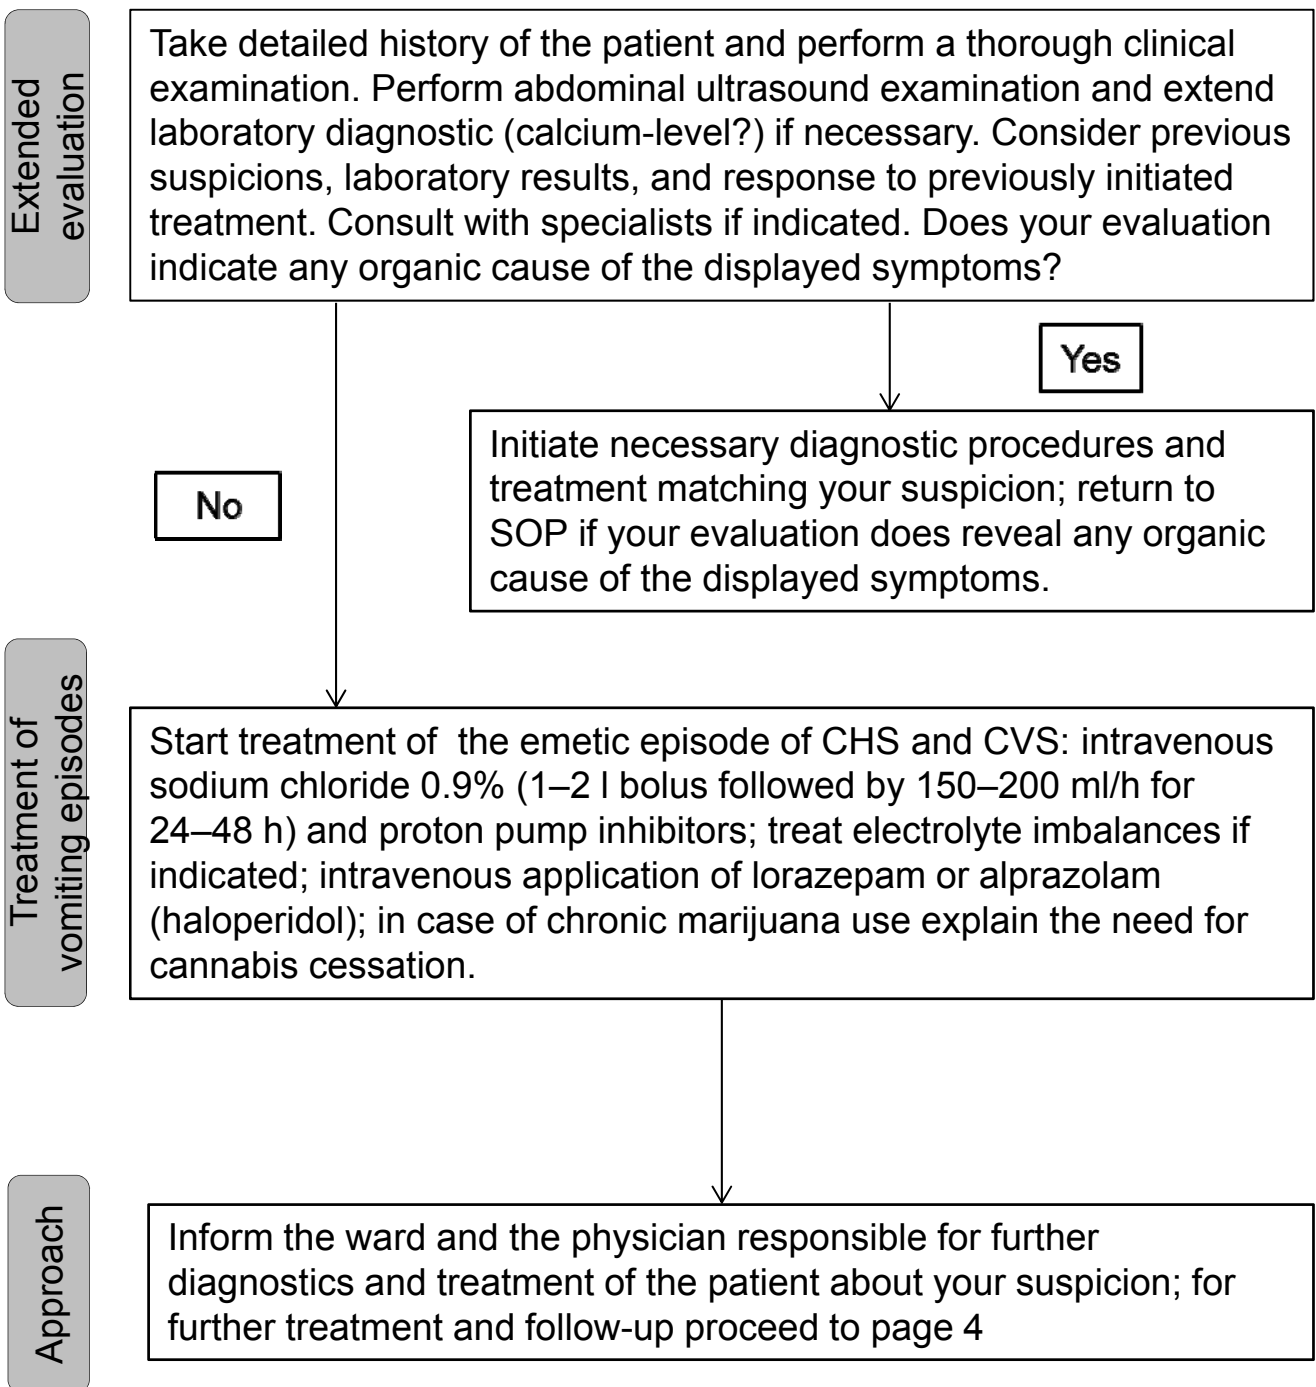 Extended
evaluation
Take detailed history of the patient and perform a thorough clinical
examination. Perform abdominal ultrasound examination and extend
laboratory diagnostic (calcium-level?) if necessary. Consider previous
suspicions, laboratory results, and response to previously initiated
treatment. Consult with specialists if indicated. Does your evaluation
indicate any organic cause of the displayed symptoms?
Yes
Initiate necessary diagnostic procedures and
treatment matching your suspicion; return to
SOP if your evaluation does reveal any organic
cause of the displayed symptoms.
No
Treatment of
vomiting episodes
Start treatment of  the emetic episode of CHS and CVS: intravenous
sodium chloride 0.9% (1–2 l bolus followed by 150–200 ml/h for
24–48 h) and proton pump inhibitors; treat electrolyte imbalances if
indicated; intravenous application of lorazepam or alprazolam
(haloperidol); in case of chronic marijuana use explain the need for
cannabis cessation.
Approach
Inform the ward and the physician responsible for further
diagnostics and treatment of the patient about your suspicion; for
further treatment and follow-up proceed to page 4